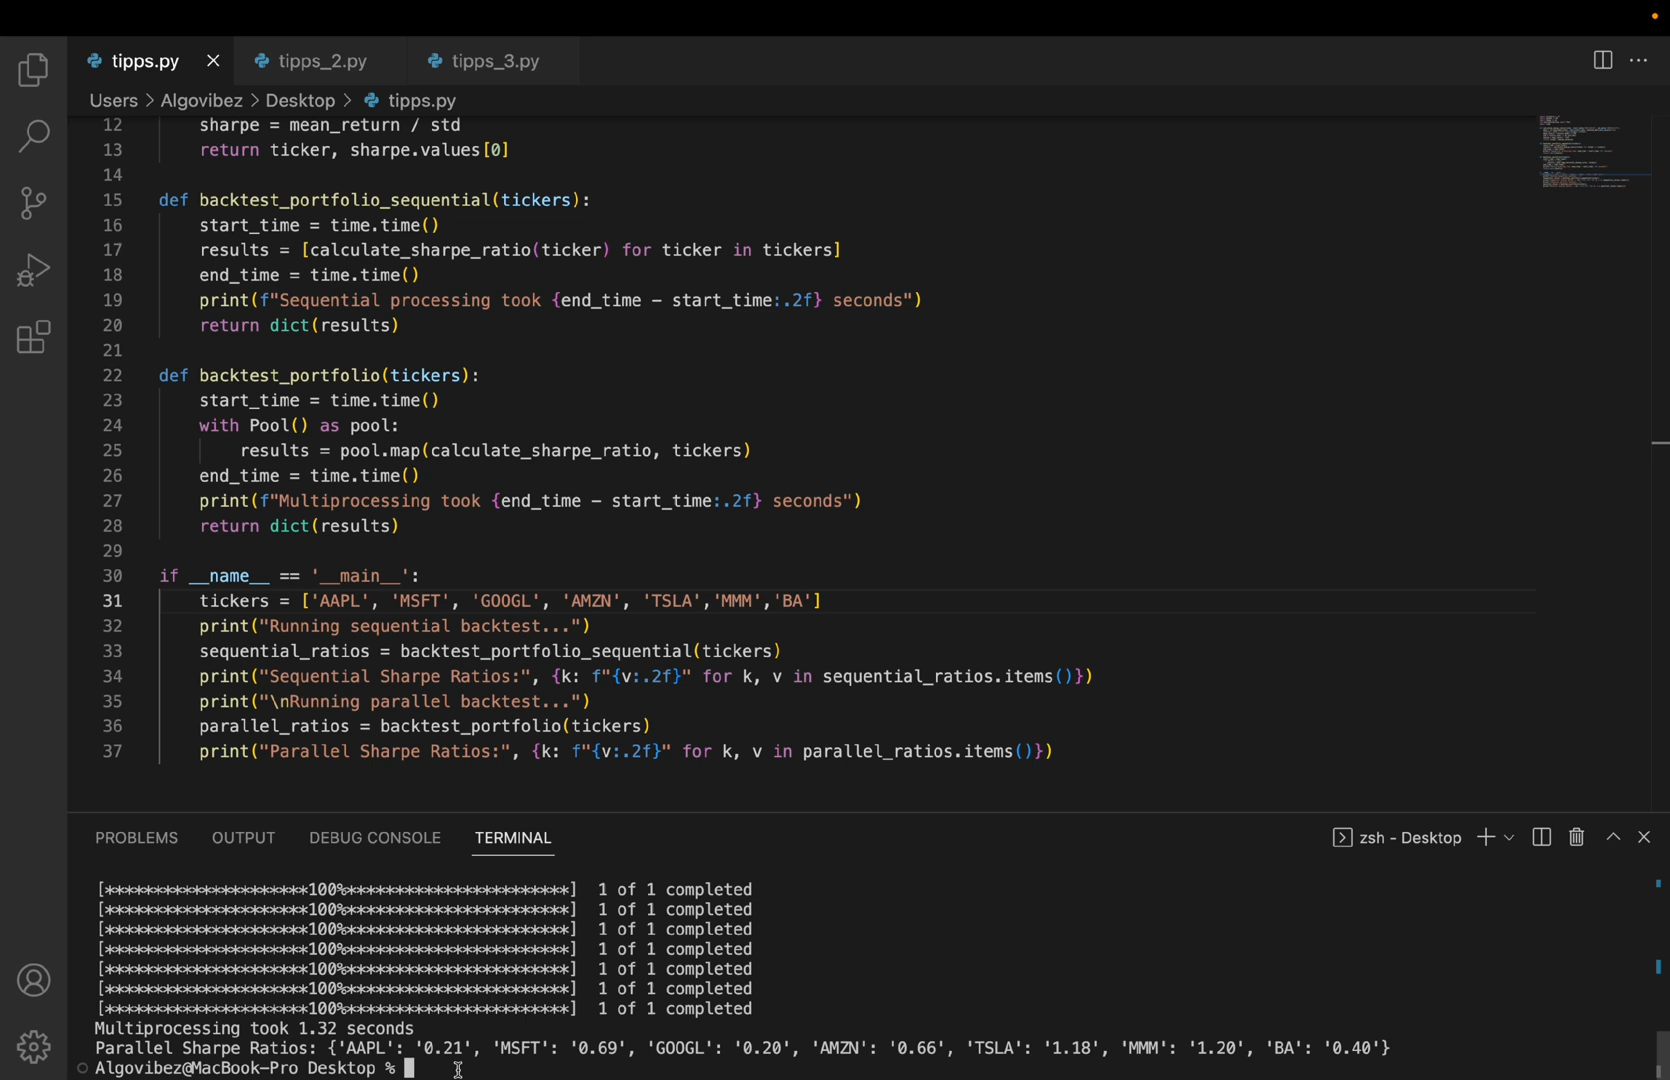 tipps.py
tipps_2.py
tipps_3.py
Users > Algovibez > Desktop > tipps.py
12 sharpe = mean_return / std
13 return ticker, sharpe.values[0]
14
15 def backtest_portfolio_sequential(tickers):
16 start_time = time.time()
17 results = [calculate_sharpe_ratio(ticker) for ticker in tickers]
18 end_time = time.time()
19 print(f"Sequential processing took {end_time - start_time:.2f} seconds")
20 return dict(results)
21
22 def backtest_portfolio(tickers):
23 start_time = time.time()
24 with Pool() as pool:
25 results = pool.map(calculate_sharpe_ratio, tickers)
26 end_time = time.time()
27 print(f"Multiprocessing took {end_time - start_time:.2f} seconds")
28 return dict(results)
29
30 if __name__ == '__main__':
31 tickers = ['AAPL', 'MSFT', 'GOOGL', 'AMZN', 'TSLA','MMM','BA']
32 print("Running sequential backtest...")
33 sequential_ratios = backtest_portfolio_sequential(tickers)
34 print("Sequential Sharpe Ratios:", {k: f"{v:.2f}" for k, v in sequential_ratios.items()})
35 print("\nRunning parallel backtest...")
36 parallel_ratios = backtest_portfolio(tickers)
37 print("Parallel Sharpe Ratios:", {k: f"{v:.2f}" for k, v in parallel_ratios.items()})
PROBLEMS OUTPUT DEBUG CONSOLE TERMINAL zsh - Desktop
[*********************100%***********************] 1 of 1 completed
[*********************100%***********************] 1 of 1 completed
[*********************100%***********************] 1 of 1 completed
[*********************100%***********************] 1 of 1 completed
[*********************100%***********************] 1 of 1 completed
[*********************100%***********************] 1 of 1 completed
[*********************100%***********************] 1 of 1 completed
Multiprocessing took 1.32 seconds
Parallel Sharpe Ratios: {'AAPL': '0.21', 'MSFT': '0.69', 'GOOGL': '0.20', 'AMZN': '0.66', 'TSLA': '1.18', 'MMM': '1.20', 'BA': '0.40'}
Algovibez@MacBook-Pro Desktop %